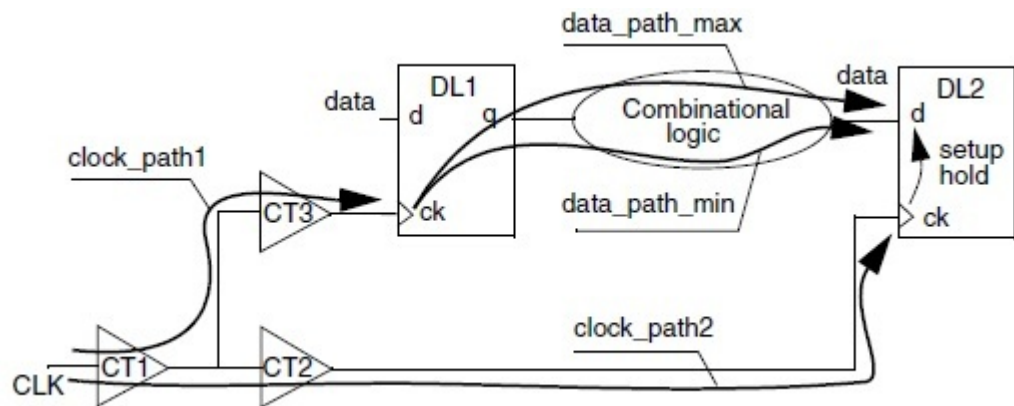 data_path_max
data
DL1
d
q
Combinational
logic
data
DL2
d
setup
hold
ck
clock_path1
CT3
ck
data_path_min
clock_path2
CLK
CT1
CT2